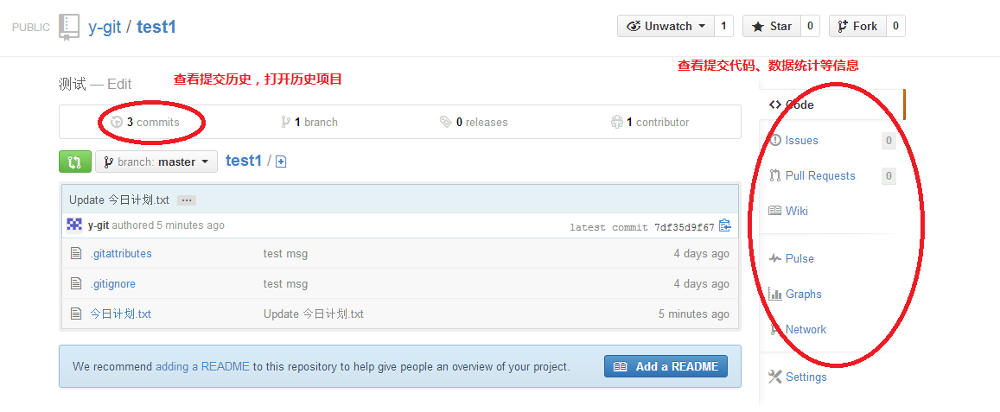 PUBLIC y-git / test1 Unwatch 1 Star 0 Fork 0
查看提交代码、数据统计等信息
测试 — Edit 查看提交历史，打开历史项目
3 commits 1 branch 0 releases 1 contributor
branch: master test1 /
Update 今日计划.txt ...
y-git authored 5 minutes ago latest commit 7df35d9f67
.gitattributes test msg 4 days ago
.gitignore test msg 4 days ago
今日计划.txt Update 今日计划.txt 5 minutes ago
We recommend adding a README to this repository to help give people an overview of your project. Add a README
Code
Issues 0
Pull Requests 0
Wiki
Pulse
Graphs
Network
Settings